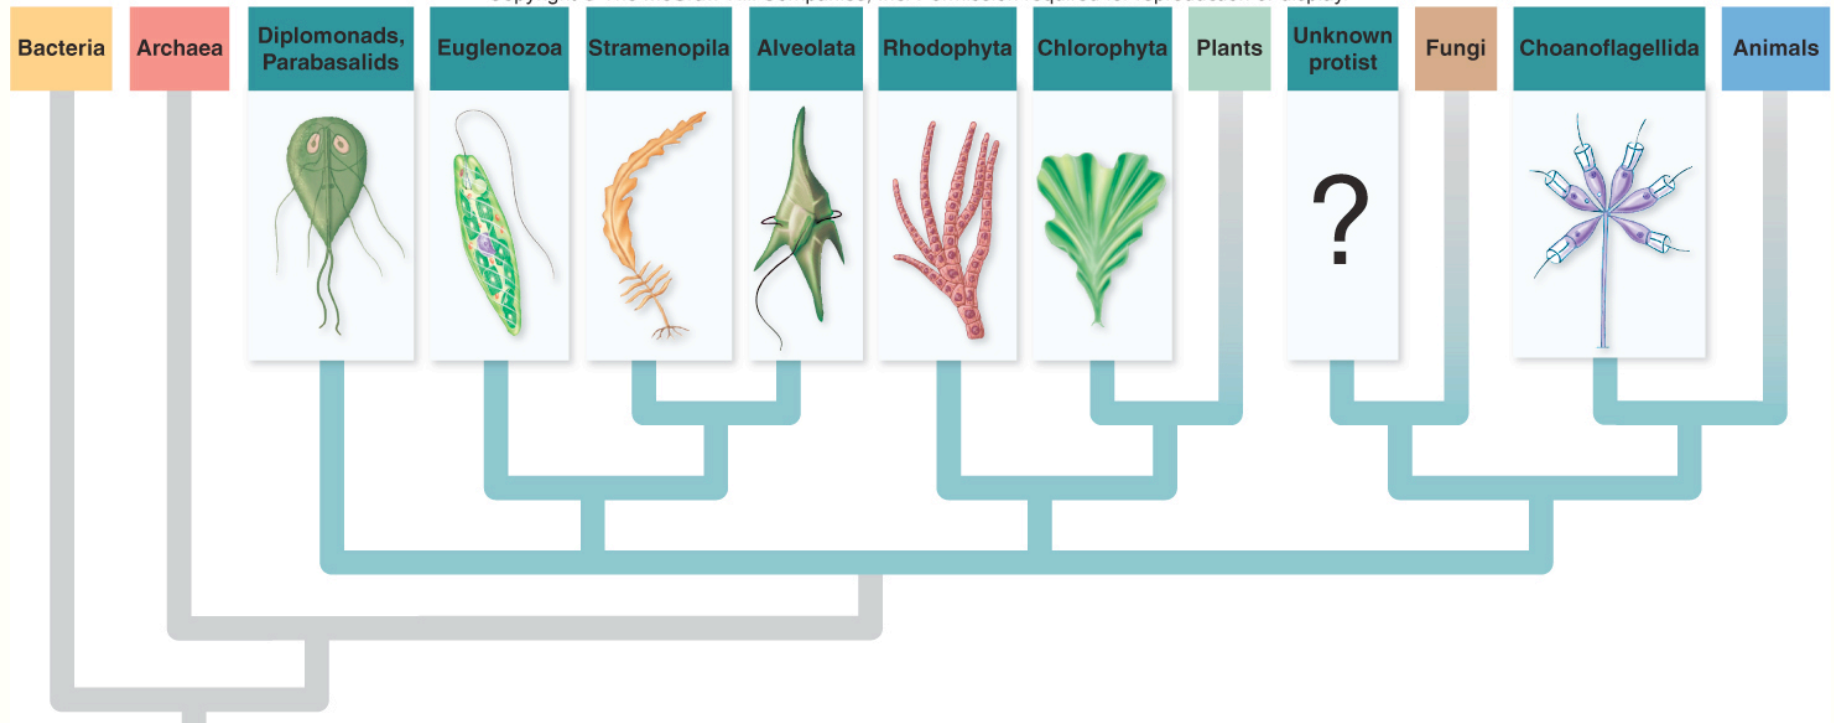 Bacteria
Archaea
Diplomonads,
Parabasalids
Euglenozoa
Stramenopila
Alveolata
Rhodophyta
Chlorophyta
Plants
Unknown
protist
Fungi
Choanoflagellida
Animals
?